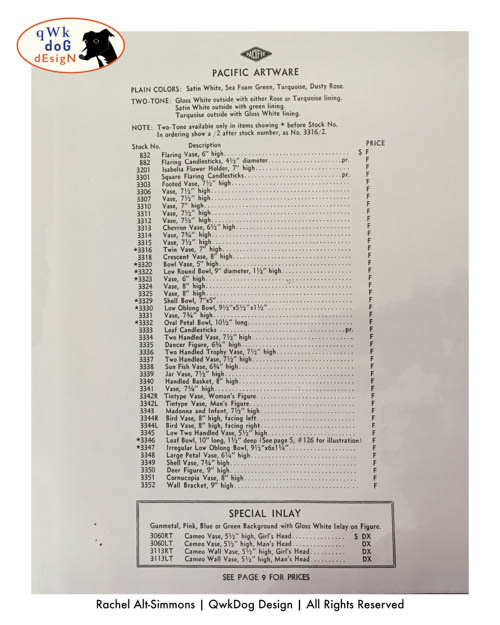 qWk
doG
dEsigN
PACIFIC
PACIFIC ARTWARE
PLAIN COLORS: Satin White, Sea Foam Green, Turquoise, Dusty Rose.
TWO-TONE: Gloss White outside with either Rose or Turquoise lining.
Satin White outside with green lining.
Turquoise outside with Gloss White lining.
NOTE: Two-Tone available only in items showing * before Stock No.
In ordering show a /2 after stock number, as No. 3316/2.
Stock No. Description PRICE
832 Flaring Vase, 6" high $ F
882 Flaring Candlesticks, 4½" diameter pr. F
3201 Isabella Flower Holder, 7" high F
3301 Square Flaring Candlesticks pr. F
3303 Footed Vase, 7½" high F
3306 Vase, 7½" high F
3307 Vase, 7½" high F
3310 Vase, 7" high F
3311 Vase, 7½" high F
3312 Vase, 7½" high F
3313 Chevron Vase, 6½" high F
3314 Vase, 7¾" high F
3315 Vase, 7½" high F
*3316 Twin Vase, 7" high F
3318 Crescent Vase, 8" high F
*3320 Bowl Vase, 5" high F
*3322 Low Round Bowl, 9" diameter, 1½" high F
*3323 Vase, 6" high F
3324 Vase, 8" high F
3325 Vase, 8" high F
*3329 Shell Bowl, 7"x5" F
*3330 Low Oblong Bowl, 9½"x5½"x1½" F
3331 Vase, 7¾" high F
*3332 Oval Petal Bowl, 10½" long F
3333 Leaf Candlesticks pr. F
3334 Two Handled Vase, 7½" high F
3335 Dancer Figure, 6¾" high F
3336 Two Handled Trophy Vase, 7½" high F
3337 Two Handled Vase, 7½" high F
3338 Sun Fish Vase, 6¾" high F
3339 Jar Vase, 7½" high F
3340 Handled Basket, 8" high F
3341 Vase, 7¼" high F
3342R Tintype Vase, Woman's Figure F
3342L Tintype Vase, Man's Figure F
3343 Madonna and Infant, 7½" high F
3344R Bird Vase, 8" high, facing left F
3344L Bird Vase, 8" high, facing right F
3345 Low Two Handled Vase, 5½" high F
*3346 Leaf Bowl, 10" long, 1½" deep (See page 5, #126 for illustration) F
*3347 Irregular Low Oblong Bowl, 9½"x6x1¼" F
3348 Large Petal Vase, 6¼" high F
3349 Shell Vase, 7¾" high F
3350 Deer Figure, 9" high F
3351 Cornucopia Vase, 8" high F
3352 Wall Bracket, 9" high F
SPECIAL INLAY
Gunmetal, Pink, Blue or Green Background with Gloss White Inlay on Figure.
3060RT Cameo Vase, 5½" high, Girl's Head $ DX
3060LT Cameo Vase, 5½" high, Man's Head DX
3113RT Cameo Wall Vase, 5½" high, Girl's Head DX
3113LT Cameo Wall Vase, 5½" high, Man's Head DX
SEE PAGE 9 FOR PRICES
Rachel Alt-Simmons | QwkDog Design | All Rights Reserved